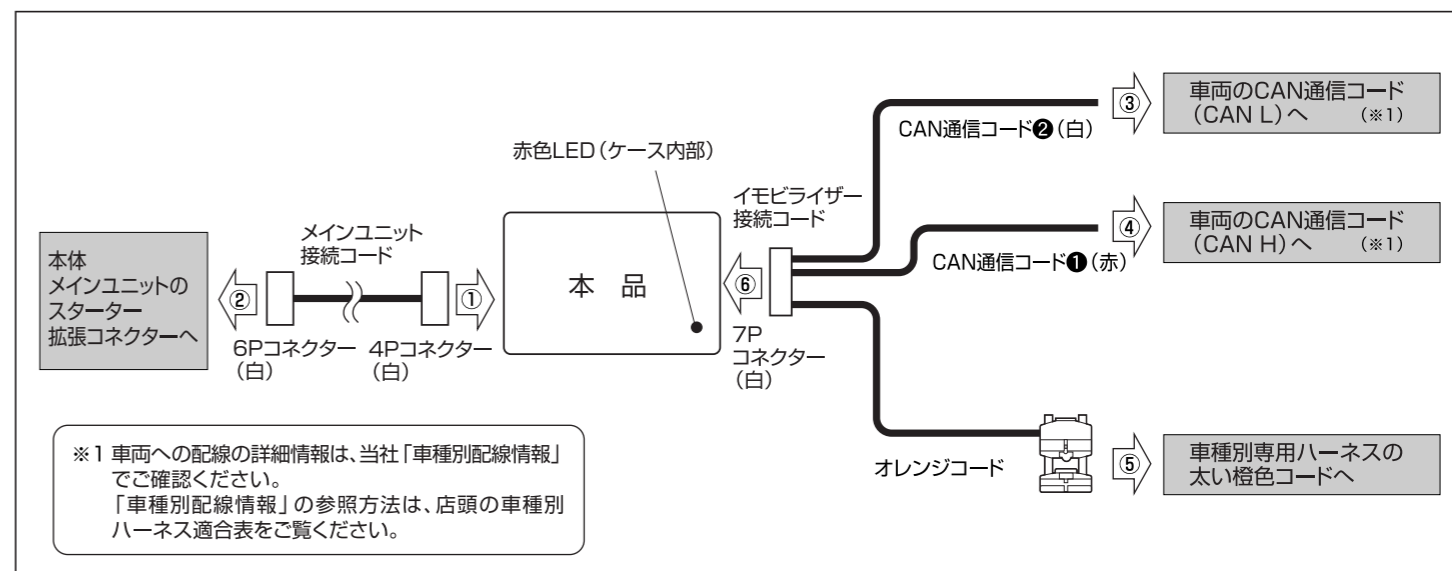 ③
車両のCAN通信コード
(CAN L)へ (※1)
CAN通信コード❷(白)
赤色LED(ケース内部)
イモビライザー
接続コード
④
車両のCAN通信コード
(CAN H)へ (※1)
CAN通信コード❶(赤)
メインユニット
接続コード
本体
メインユニットの
スターター
拡張コネクターへ
②
①
本 品
⑥
6Pコネクター
(白)
4Pコネクター
(白)
7P
コネクター
(白)
オレンジコード
⑤
車種別専用ハーネスの
太い橙色コードへ
※1 車両への配線の詳細情報は、当社「車種別配線情報」
でご確認ください。
「車種別配線情報」の参照方法は、店頭の車種別
ハーネス適合表をご覧ください。